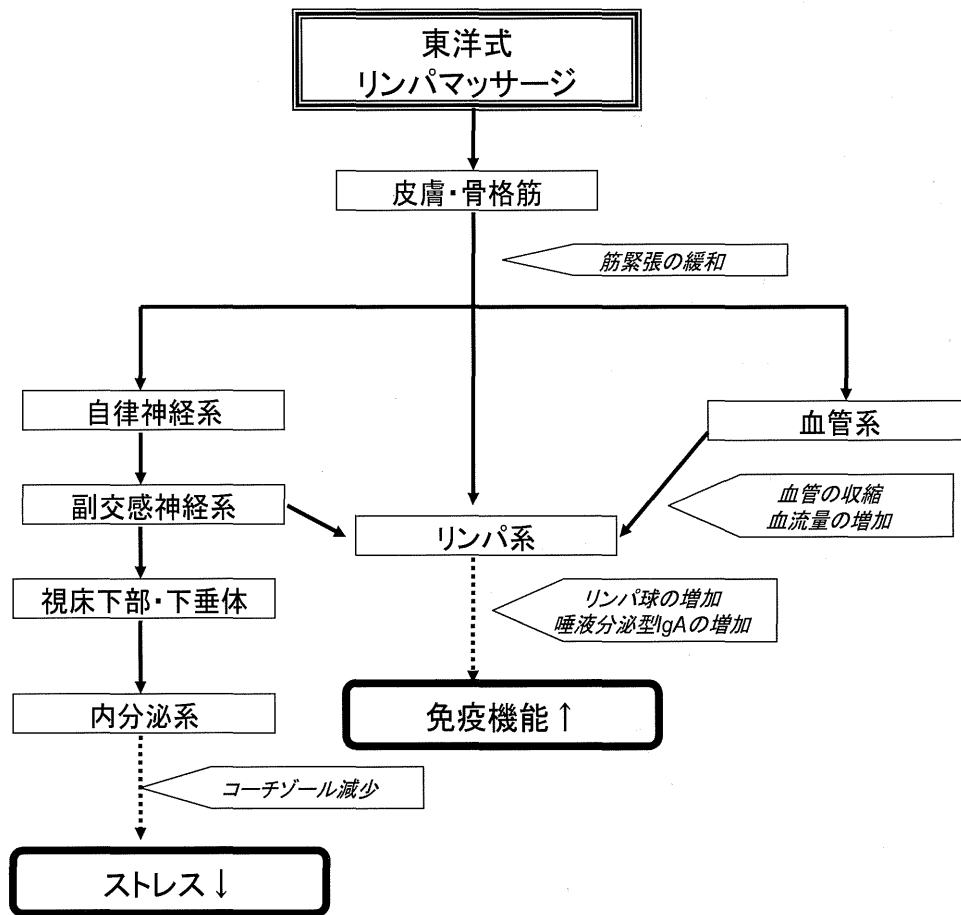 東洋式
リンパマッサージ
皮膚・骨格筋
筋緊張の緩和
自律神経系
血管系
副交感神経系
血管の収縮
血流量の増加
リンパ系
視床下部・下垂体
リンパ球の増加
唾液分泌型IgAの増加
内分泌系
免疫機能↑
コーチゾール減少
ストレス↓